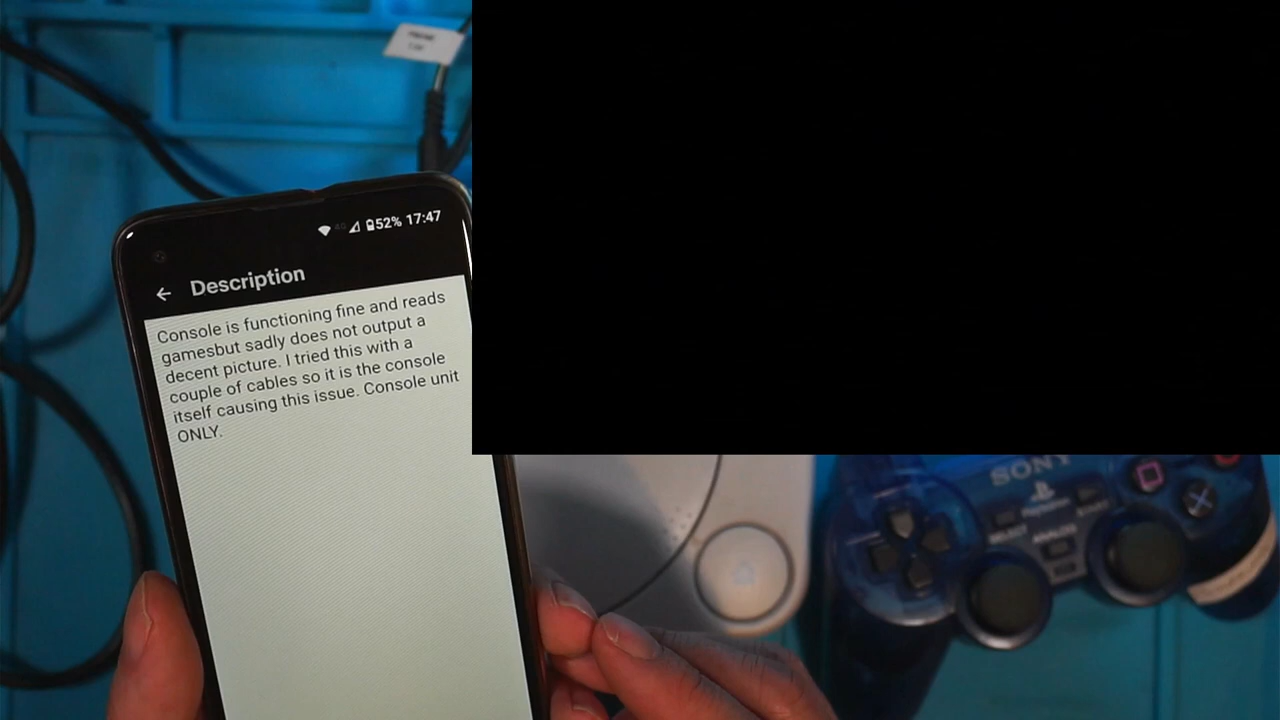 52% 17:47
Description
Console is functioning fine and reads
gamesbut sadly does not output a
decent picture. I tried this with a
couple of cables so it is the console
itself causing this issue. Console unit
ONLY.
SONY
PlayStation
SELECT
START
ANALOG